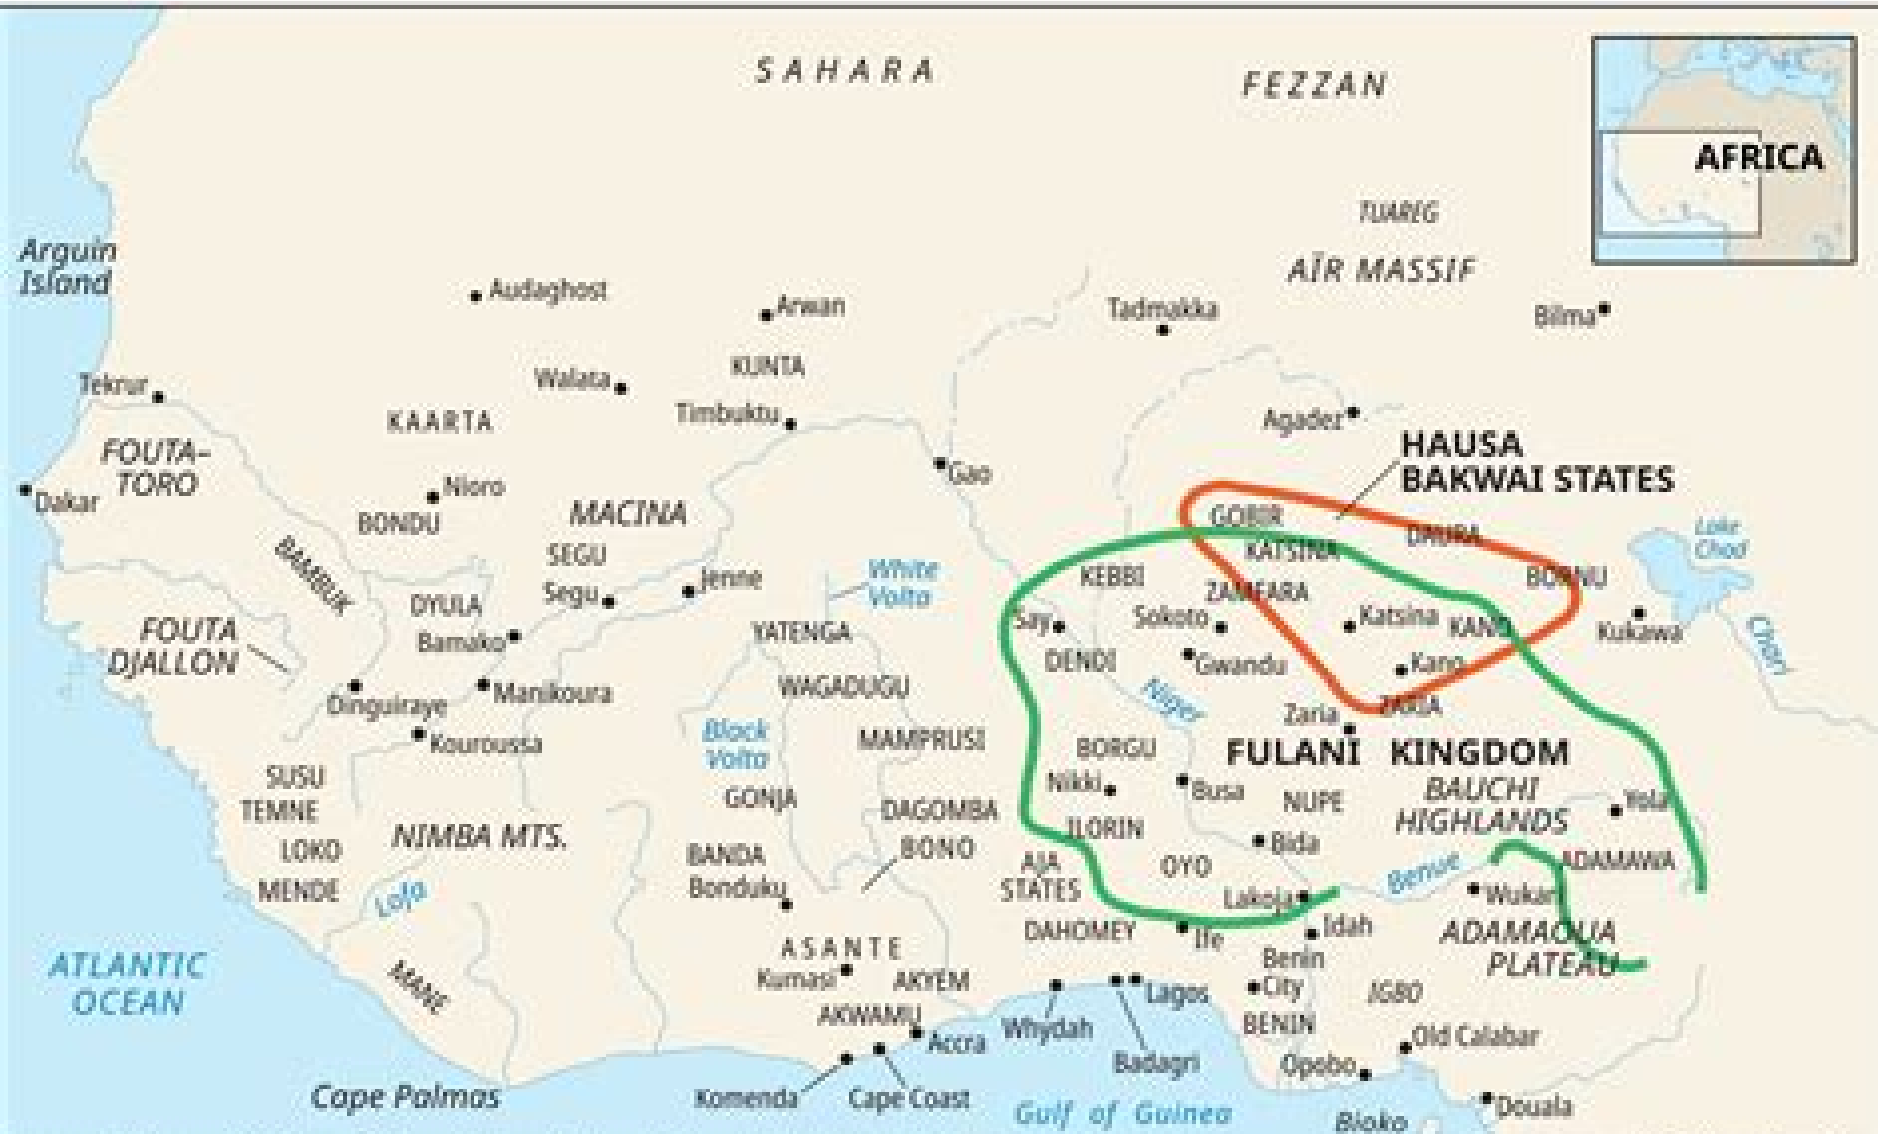 SAHARA
FEZZAN
AFRICA
TUAREG
Arguin
Island
AÏR MASSIF
Audaghost
Arwan
Tadmakka
Bilma
KUNTA
Walata
Tekrur
Timbuktu
KAARTA
Agadez
HAUSA
BAKWAI STATES
FOUTA–
TORO
Gao
Nioro
Dakar
MACINA
BONDU
GOBIR
DAURA
Lake
Chad
KATSINA
SEGU
BAMBUK
White
Volta
Jenne
KEBBI
BORNU
ZAMFARA
Segu
DYULA
Say
Sokoto
Katsina
KANO
Kukawa
FOUTA
DJALLON
YATENGA
Bamako
Chari
DENDI
Gwandu
Kano
WAGADUGU
Manikoura
Niger
Dinguiraye
ZARIA
Zaria
Black
Volta
MAMPRUSI
Kouroussa
BORGU
FULANI KINGDOM
SUSU
Nikki
Busa
NUPE
BAUCHI
HIGHLANDS
Yola
GONJA
TEMNE
DAGOMBA
NIMBA MTS.
ILORIN
Bida
LOKO
BANDA
BONO
AJA
STATES
OYO
Benue
ADAMAWA
MENDE
Bonduku
Lakoja
Wukari
Loja
DAHOMEY
Ife
Idah
ADAMAOUA
PLATEAU
ASANTE
Benin
City
ATLANTIC
OCEAN
MANE
Kumasi
AKYEM
Lagos
IGBO
AKWAMU
BENIN
Whydah
Accra
Old Calabar
Badagri
Opobo
Cape Palmas
Komenda
Cape Coast
Gulf of Guinea
Bioko
Douala